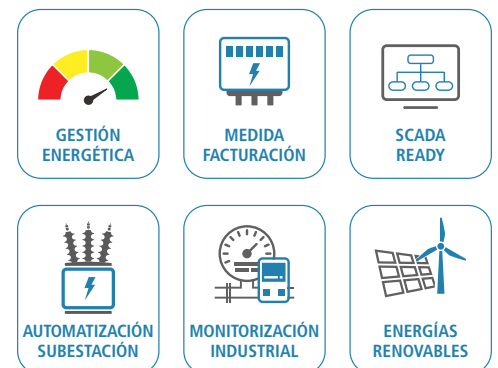 GESTIÓN
ENERGÉTICA
MEDIDA
FACTURACIÓN
SCADA
READY
AUTOMATIZACIÓN
SUBESTACIÓN
MONITORIZACIÓN
INDUSTRIAL
ENERGÍAS
RENOVABLES